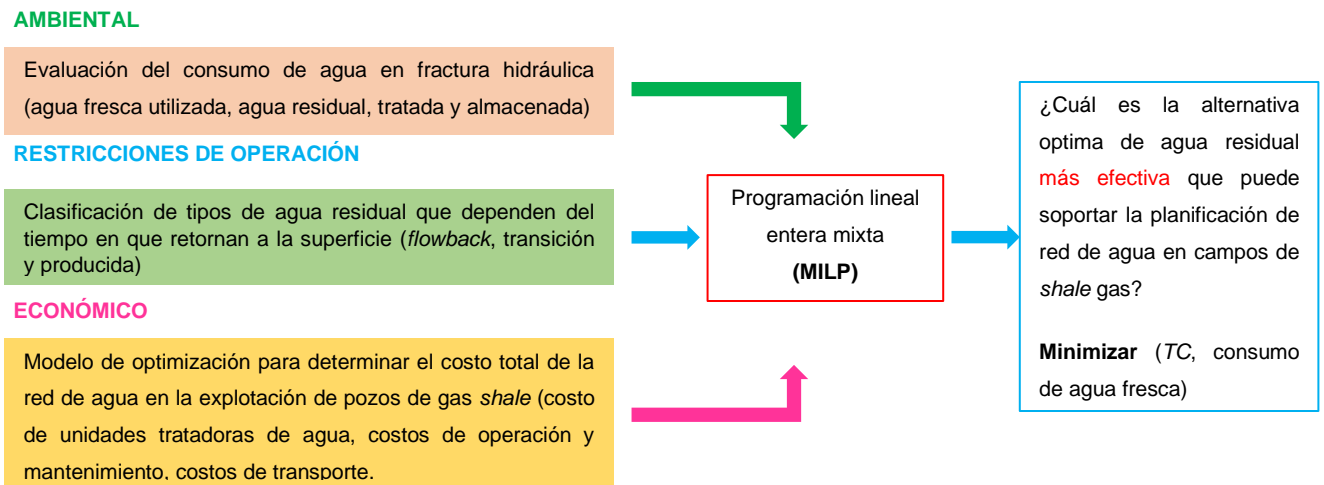 AMBIENTAL
Evaluación del consumo de agua en fractura hidráulica
(agua fresca utilizada, agua residual, tratada y almacenada)
RESTRICCIONES DE OPERACIÓN
Clasificación de tipos de agua residual que dependen del
tiempo en que retornan a la superficie (flowback, transición
y producida)
ECONÓMICO
Modelo de optimización para determinar el costo total de la
red de agua en la explotación de pozos de gas shale (costo
de unidades tratadoras de agua, costos de operación y
mantenimiento, costos de transporte.
Programación lineal
entera mixta
(MILP)
¿Cuál es la alternativa
optima de agua residual
más efectiva que puede
soportar la planificación de
red de agua en campos de
shale gas?
Minimizar (TC, consumo
de agua fresca)